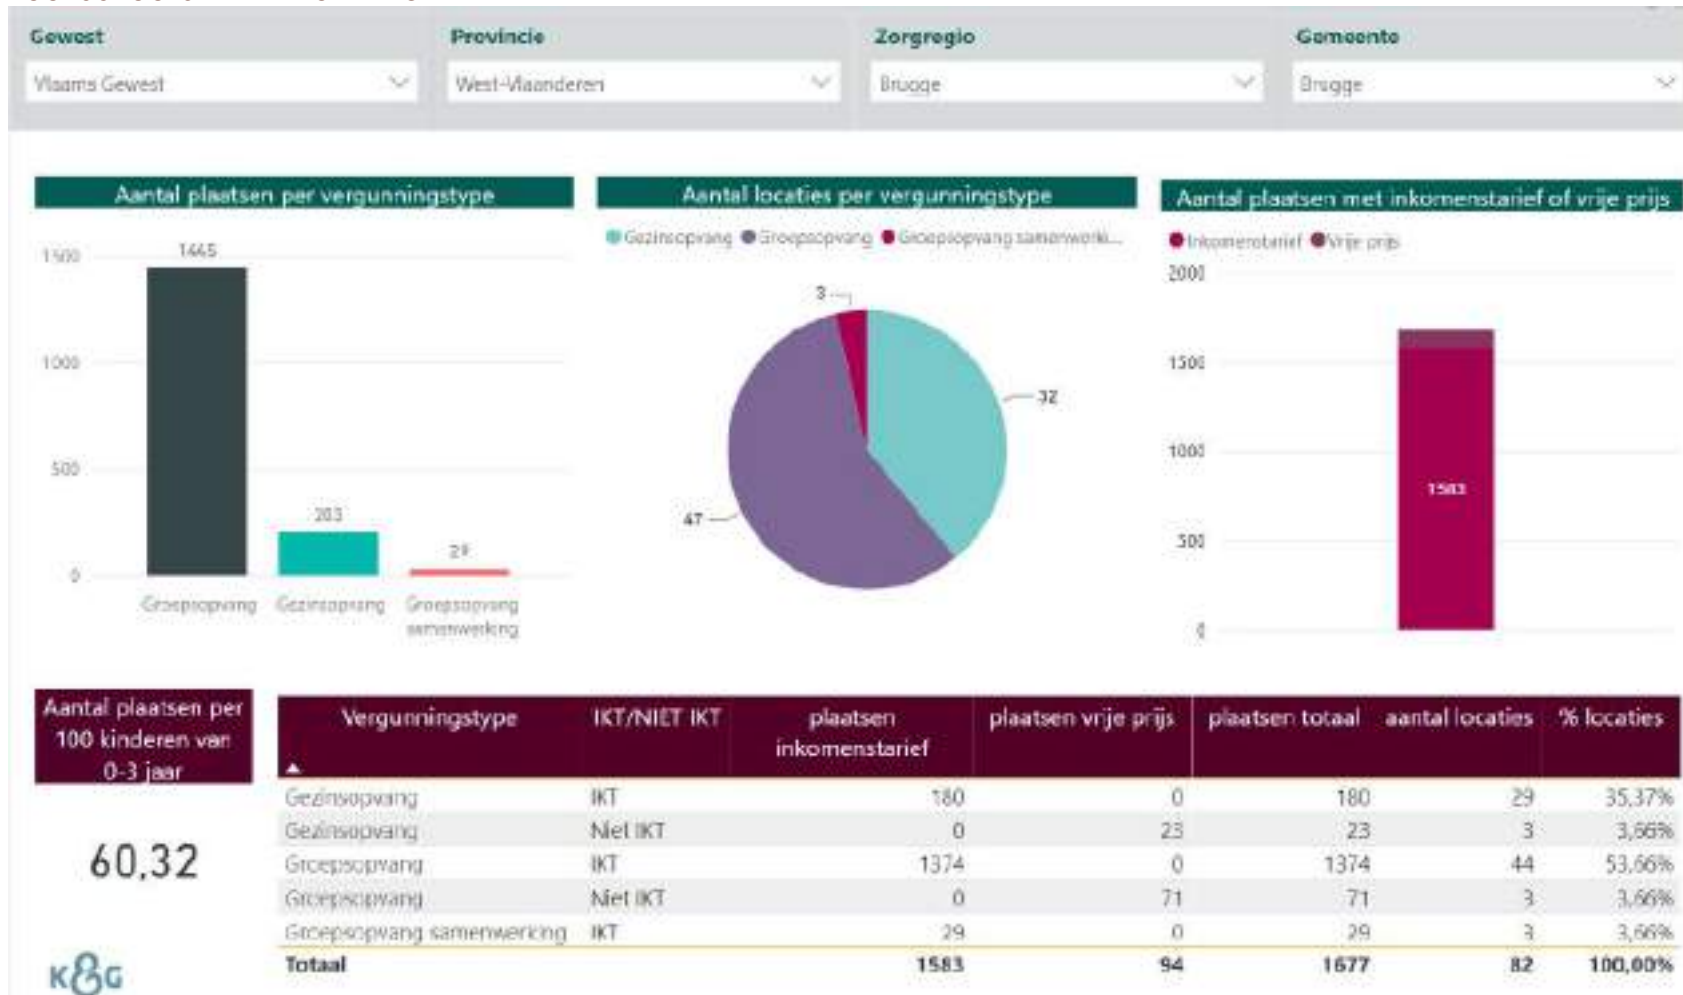 Gewest Provincie Zorgregio Gemeente
Vlaams Gewest West-Vlaanderen Brugge Brugge
Aantal plaatsen per vergunningstype
1500
1000
500
0
1445
203
29
Groepsopvang Gezinsopvang Groepsopvang
samenwerking
Aantal locaties per vergunningstype
Gezinsopvang Groepsopvang Groepsopvang samenwerki...
3
32
47
Aantal plaatsen met inkomenstarief of vrije prijs
Inkomenstarief Vrije prijs
2000
1500
1000
500
0
1583
Aantal plaatsen per
100 kinderen van
0-3 jaar
60,32
K&G
Vergunningstype IKT/NIET IKT plaatsen inkomenstarief plaatsen vrije prijs plaatsen totaal aantal locaties % locaties
Gezinsopvang IKT 180 0 180 29 35,37%
Gezinsopvang Niet IKT 0 23 23 3 3,66%
Groepsopvang IKT 1374 0 1374 44 53,66%
Groepsopvang Niet IKT 0 71 71 3 3,66%
Groepsopvang samenwerking IKT 29 0 29 3 3,66%
Totaal 1583 94 1677 82 100,00%